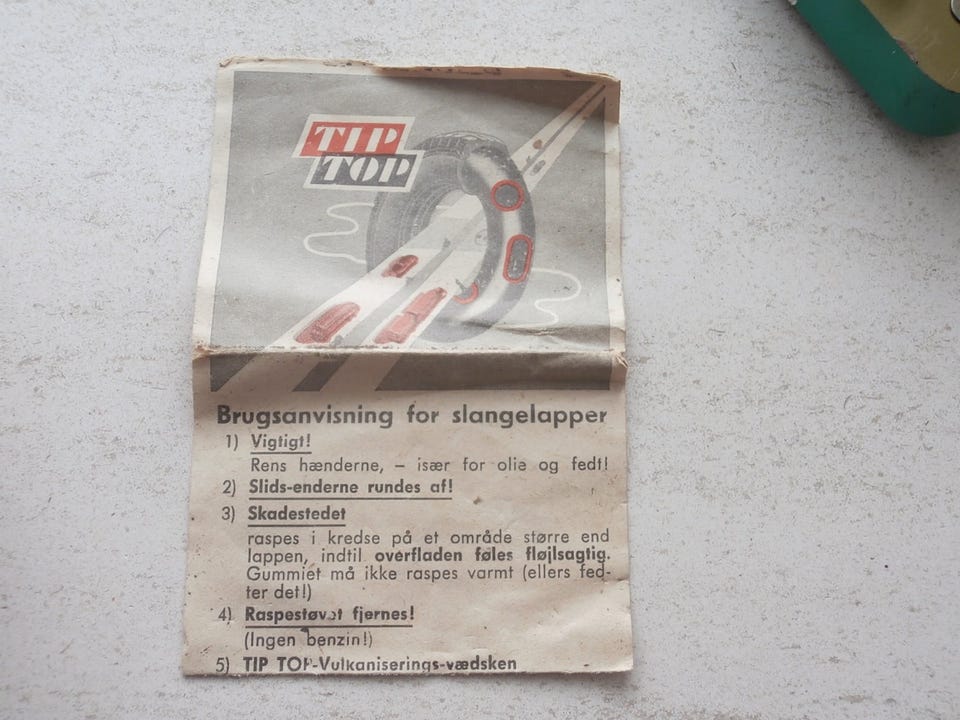 TIP
TOP
Brugsanvisning for slangelapper
1) Vigtigt!
Rens hænderne, – især for olie og fedt!
2) Slids-enderne rundes af!
3) Skadestedet
raspes i kredse på et område større end
lappen, indtil overfladen føles fløjlsagtig.
Gummiet må ikke raspes varmt (ellers fed-
ter det!)
4) Raspestøvet fjernes!
(Ingen benzin!)
5) TIP TOP-Vulkaniserings-vædsken